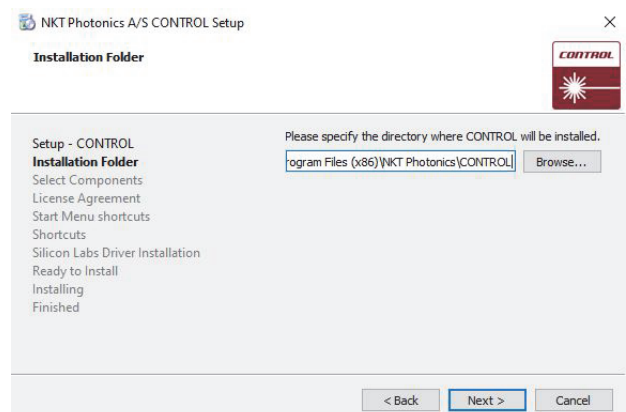 NKT Photonics A/S CONTROL Setup
Installation Folder
CONTROL
Setup - CONTROL
Installation Folder
Select Components
License Agreement
Start Menu shortcuts
Shortcuts
Silicon Labs Driver Installation
Ready to Install
Installing
Finished
Please specify the directory where CONTROL will be installed.
rogram Files (x86)\NKT Photonics\CONTROL
Browse...
< Back
Next >
Cancel